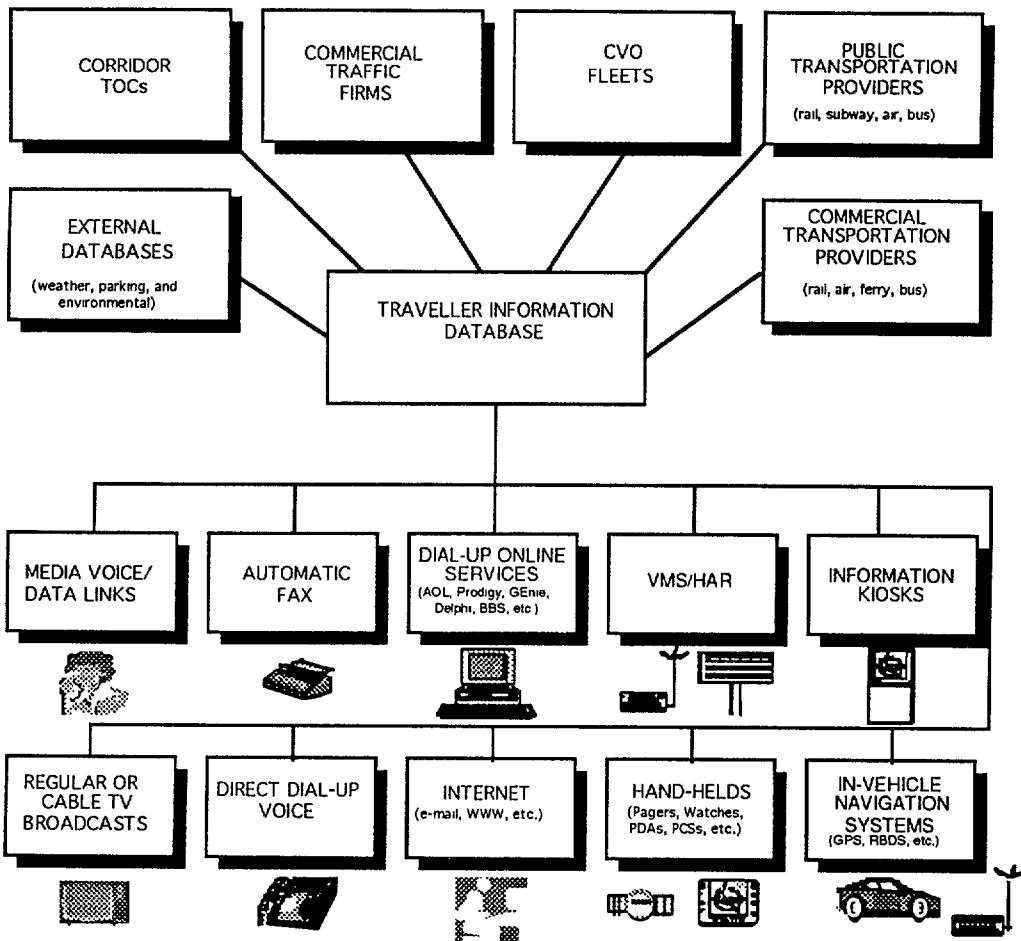 CORRIDOR
TOCs
COMMERCIAL
TRAFFIC
FIRMS
CVO
FLEETS
PUBLIC
TRANSPORTATION
PROVIDERS
(rail, subway, air, bus)
EXTERNAL
DATABASES
(weather, parking, and
environmental)
COMMERCIAL
TRANSPORTATION
PROVIDERS
(rail, air, ferry, bus)
TRAVELLER INFORMATION
DATABASE
MEDIA VOICE/
DATA LINKS
AUTOMATIC
FAX
DIAL-UP ONLINE
SERVICES
(AOL, Prodigy, GEnie,
Delphi, BBS, etc )
VMS/HAR
INFORMATION
KIOSKS
REGULAR OR
CABLE TV
BROADCASTS
DIRECT DIAL-UP
VOICE
INTERNET
(e-mail, WWW, etc.)
HAND-HELDS
(Pagers, Watches,
PDAs, PCSs, etc.)
IN-VEHICLE
NAVIGATION
SYSTEMS
(GPS, RBDS, etc.)